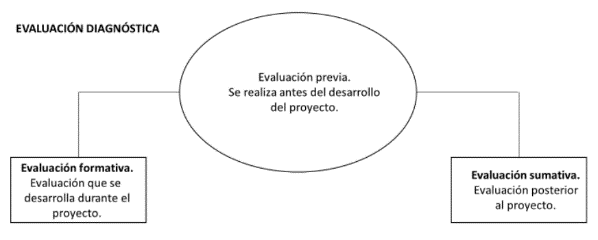 EVALUACIÓN DIAGNÓSTICA
Evaluación previa.
Se realiza antes del desarrollo
del proyecto.
Evaluación formativa.
Evaluación que se
desarrolla durante el
proyecto.
Evaluación sumativa.
Evaluación posterior
al proyecto.